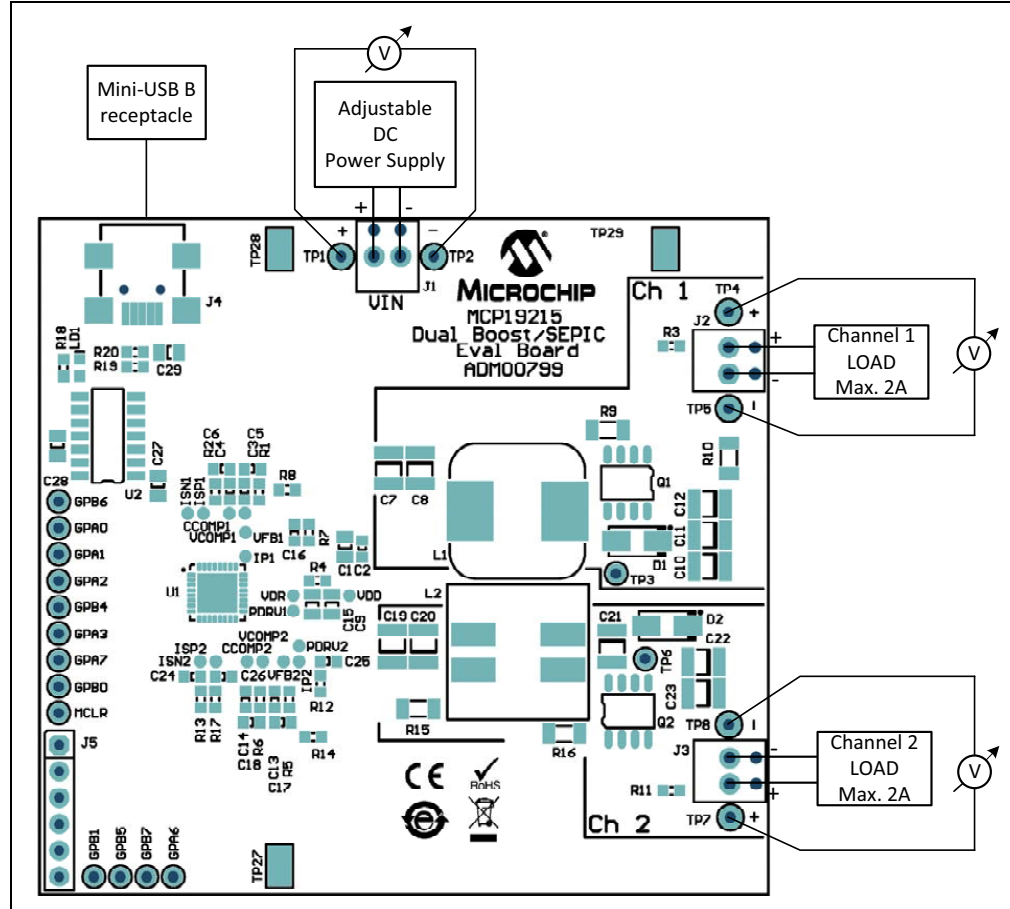 V
Mini-USB B
receptacle
Adjustable
DC
Power Supply
+ -
+ −
TP28
TP1
TP2
TP29
J1
VIN
J4
MICROCHIP
MCP19215
Dual Boost/SEPIC
Eval Board
ADM00799
Ch 1
TP4
+
J2
R3
+
-
Channel 1
LOAD
Max. 2A
V
TP5
–
R18
LD1
R20
R19
C29
R9
R10
C28
U2
C27
C6
R2
C4
C5
C3
R1
R8
ISN1
ISP1
CCOMP1
VCOMP1
VFB1
C16
R7
IP1
C1
C2
C7
C8
L1
Q1
D1
TP3
C12
C11
C10
GPB6
GPA0
GPA1
GPA2
GPB4
GPA3
GPA7
GPB0
MCLR
U1
R4
VDR
PDRV1
VDD
C15
C9
L2
C19
C20
C21
D2
C22
TP6
C23
VCOMP2
ISP2
CCOMP2
PDRV2
ISN2
C24
C26
VFB2
IP2
C25
R12
R13
R17
C14
C18
R6
C13
C17
R5
R14
R15
R16
Q2
TP8
–
J3
-
+
Channel 2
LOAD
Max. 2A
V
R11
TP7
+
Ch 2
J5
CE
RoHS
e
GPB1
GPB5
GPB7
GPA6
TP27